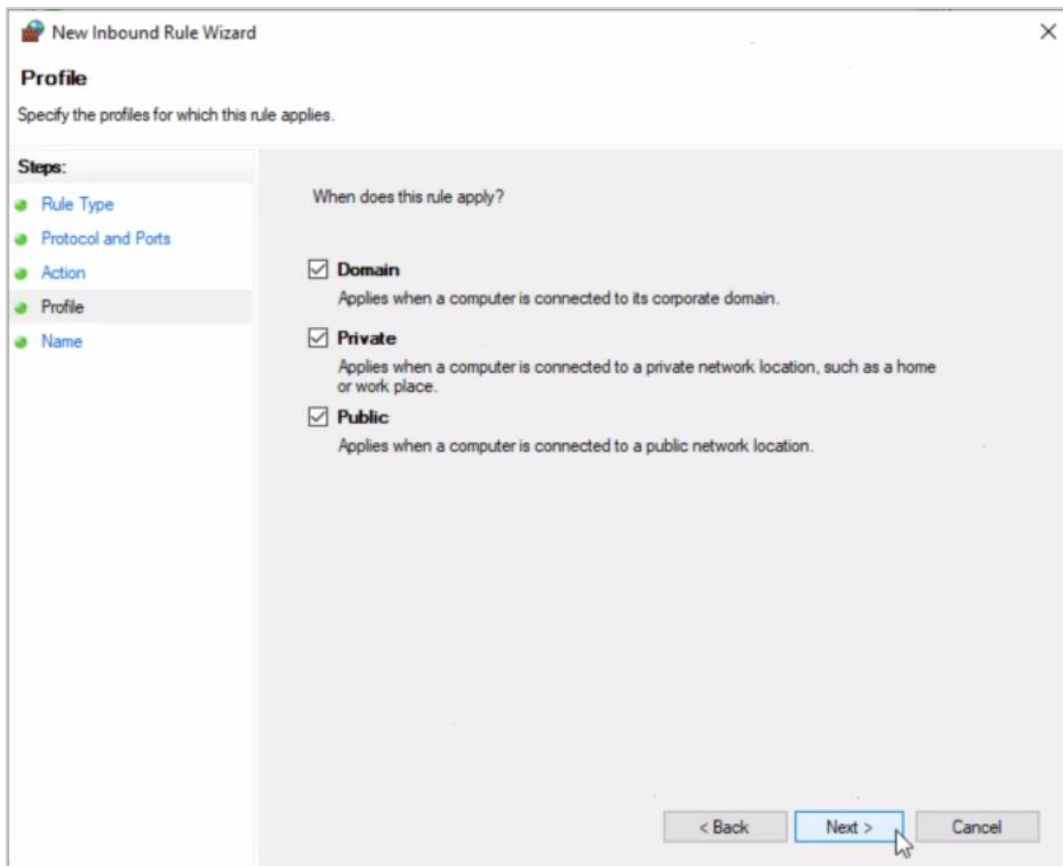 New Inbound Rule Wizard
Profile
Specify the profiles for which this rule applies.
Steps:
Rule Type
Protocol and Ports
Action
Profile
Name
When does this rule apply?
Domain
Applies when a computer is connected to its corporate domain.
Private
Applies when a computer is connected to a private network location, such as a home
or work place.
Public
Applies when a computer is connected to a public network location.
< Back
Next >
Cancel